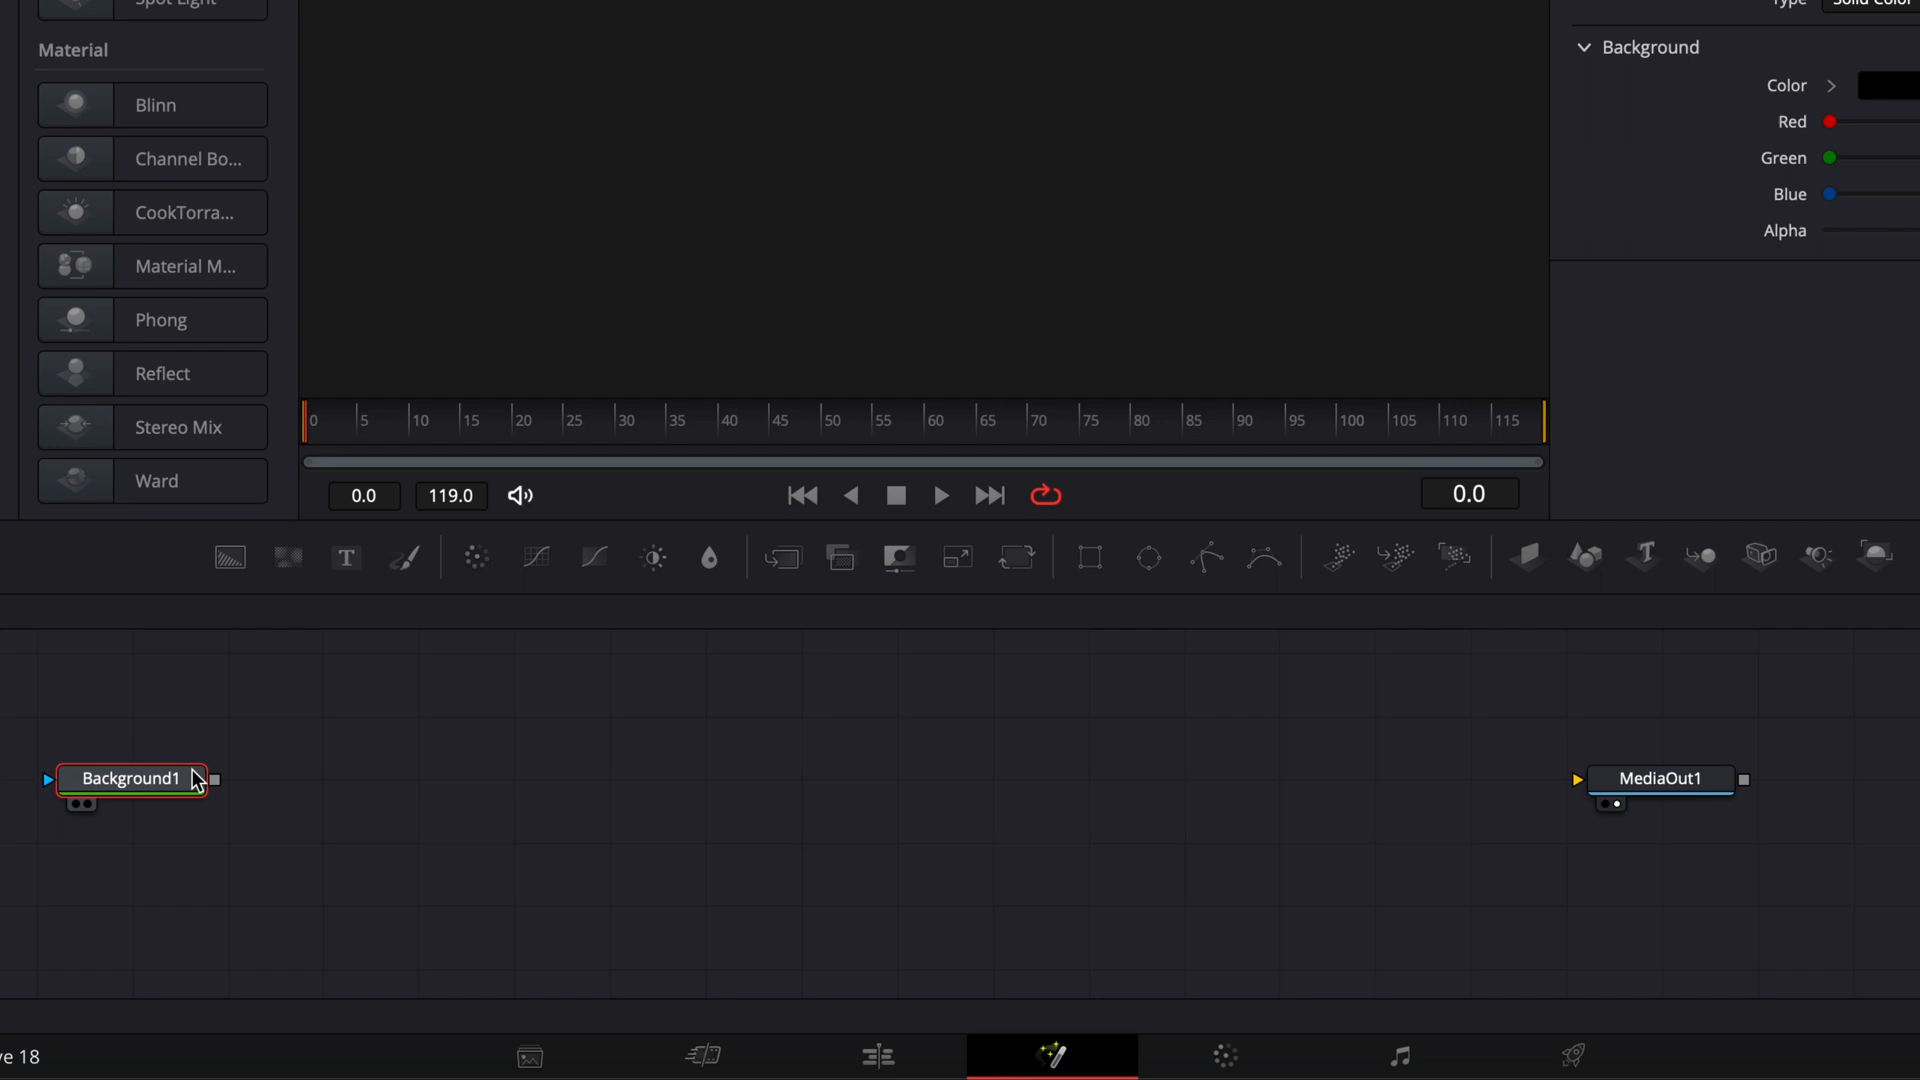 Spot Light
Material
Blinn
Channel Bo...
CookTorra...
Material M...
Phong
Reflect
Stereo Mix
Ward
0 5 10 15 20 25 30 35 40 45 50 55 60 65 70 75 80 85 90 95 100 105 110 115
0.0 119.0 0.0
Type Solid Color
Background
Color
Red
Green
Blue
Alpha
T
T
Background1
MediaOut1
ve 18